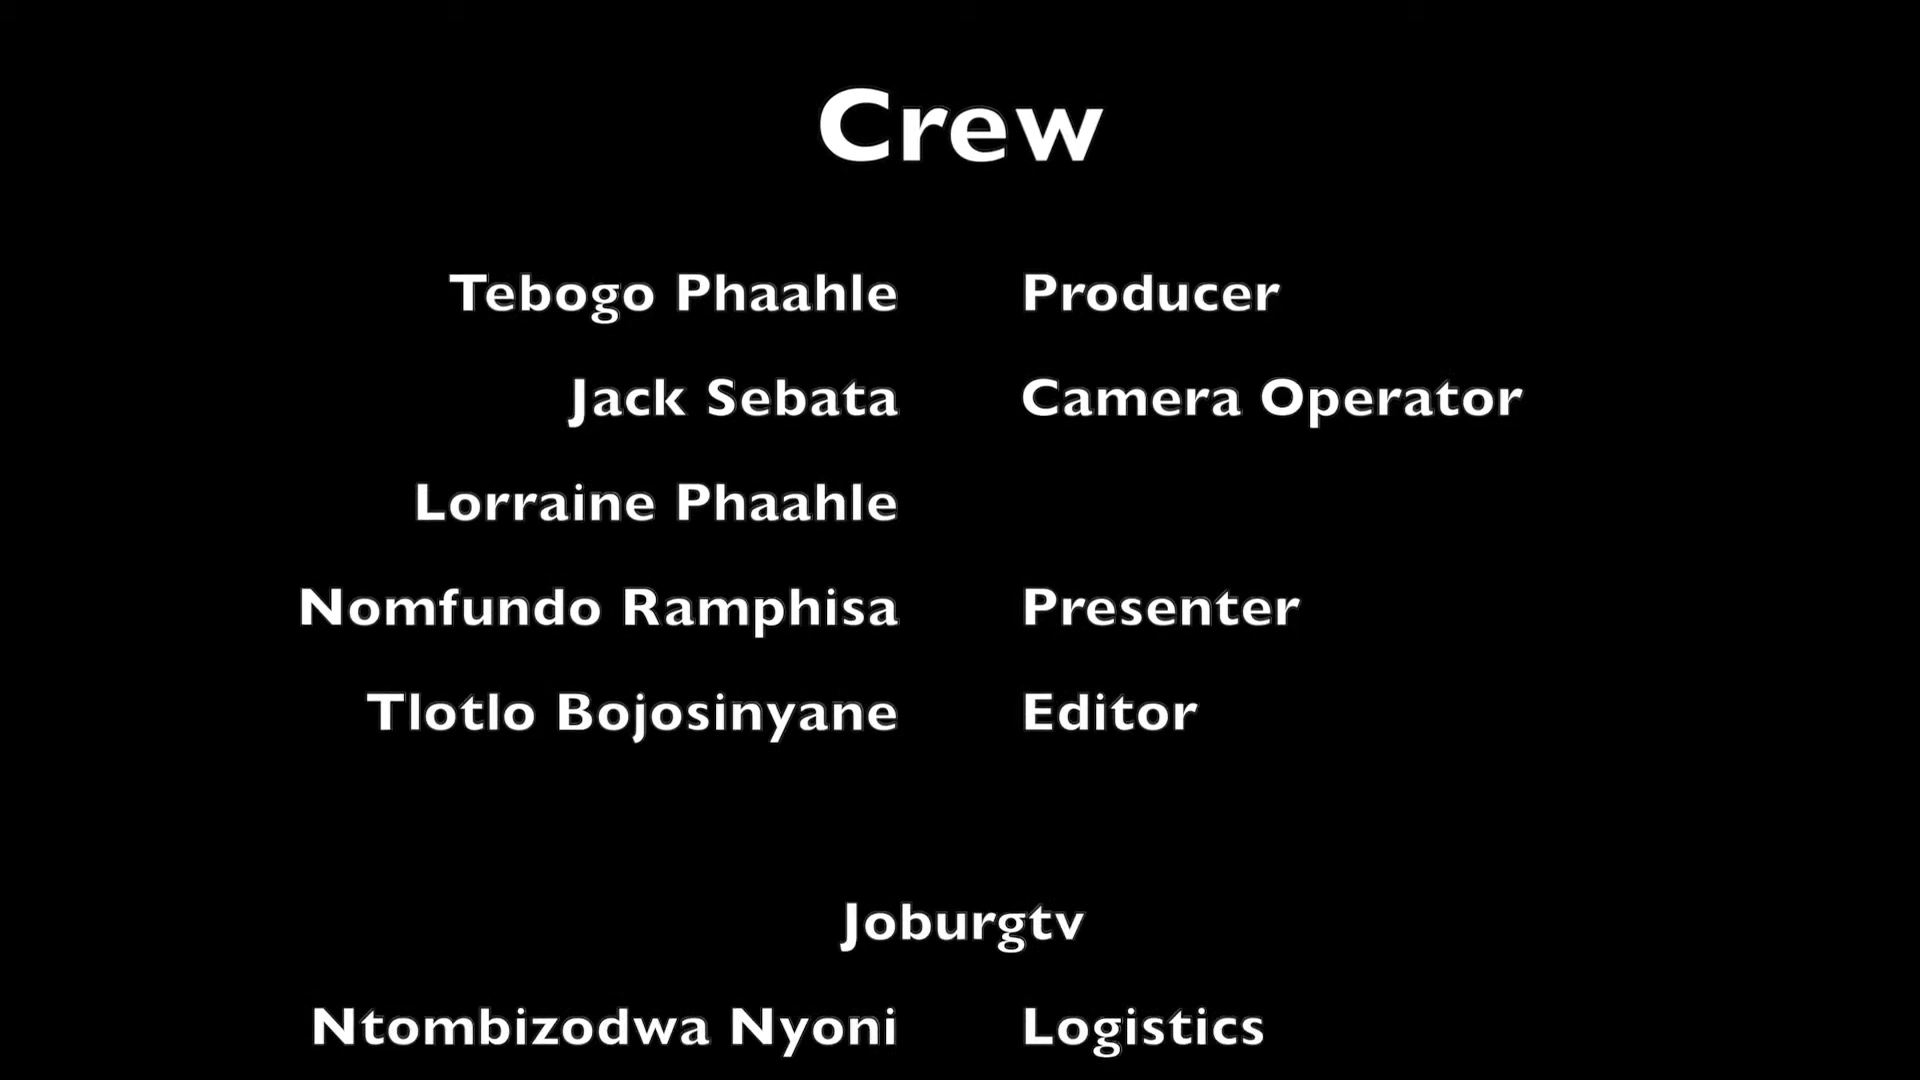 Crew
Tebogo Phaahle Producer
Jack Sebata Camera Operator
Lorraine Phaahle
Nomfundo Ramphisa Presenter
Tlotlo Bojosinyane Editor
Joburgtv
Ntombizodwa Nyoni Logistics